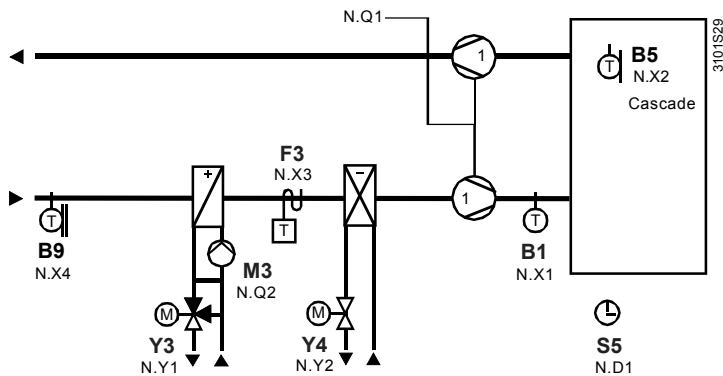 N.Q1
1
B5
T
N.X2
Cascade
3101S29
F3
N.X3
+
-
1
T
T
T
B9
N.X4
M3
N.Q2
B1
N.X1
M
M
Y3
N.Y1
Y4
N.Y2
S5
N.D1